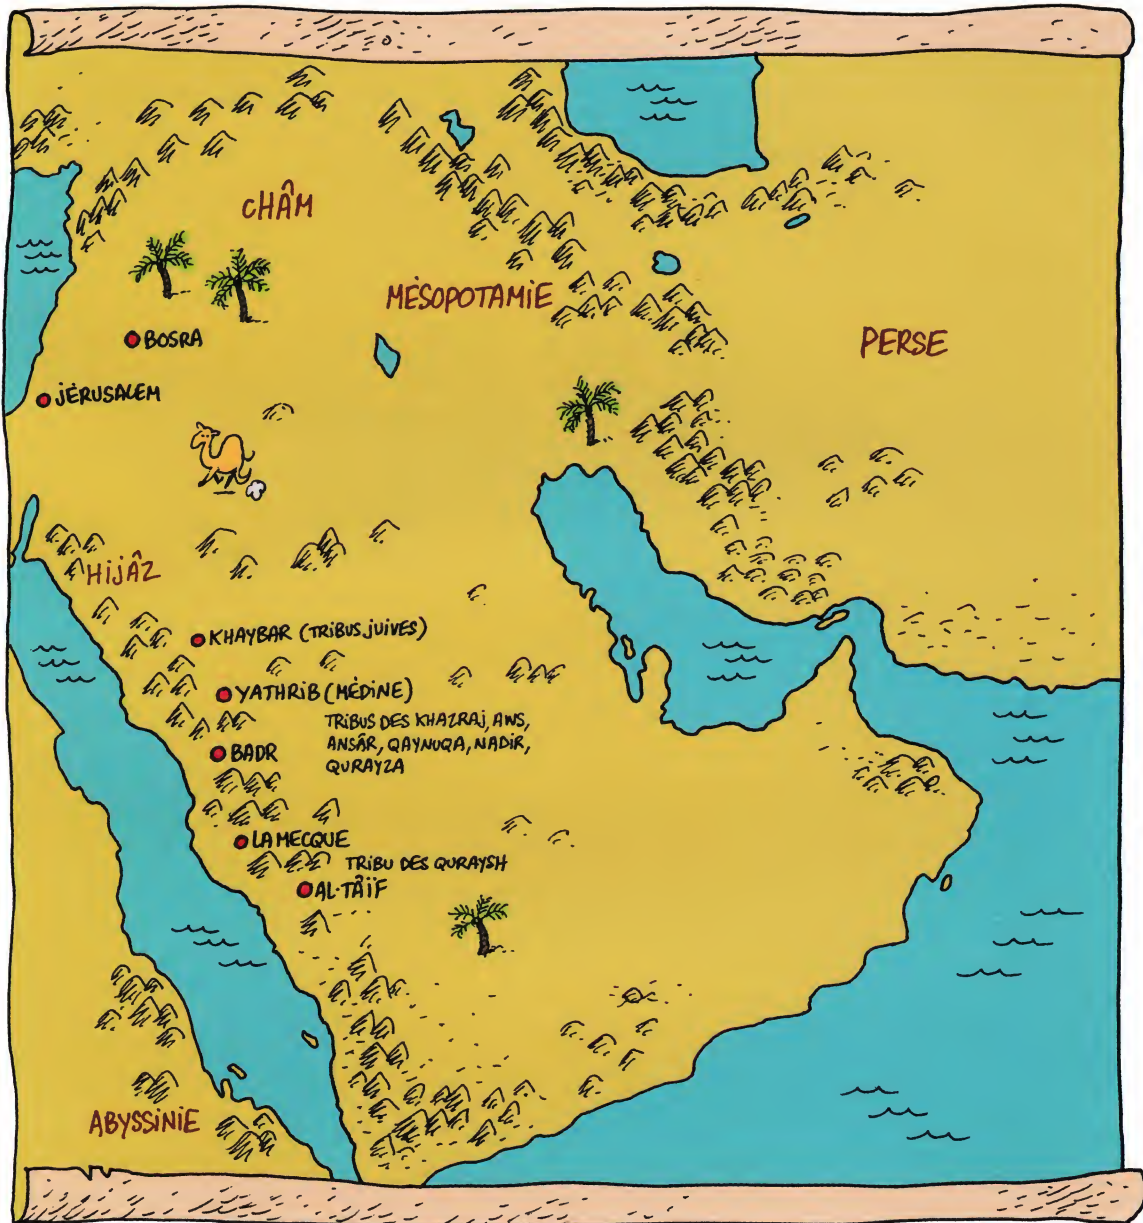 CHÂM
MÉSOPOTAMIE
PERSE
BOSRA
JÉRUSALEM
HIJÂZ
KHAYBAR (TRIBUS JUIVES)
YATHRIB (MÉDINE)
TRIBUS DES KHAZRAJ, AWS,
ANSÂR, QAYNUQA, NADIR,
QURAYZA
BADR
LA MECQUE
TRIBU DES QURAYSH
AL-TÂÏF
ABYSSINIE